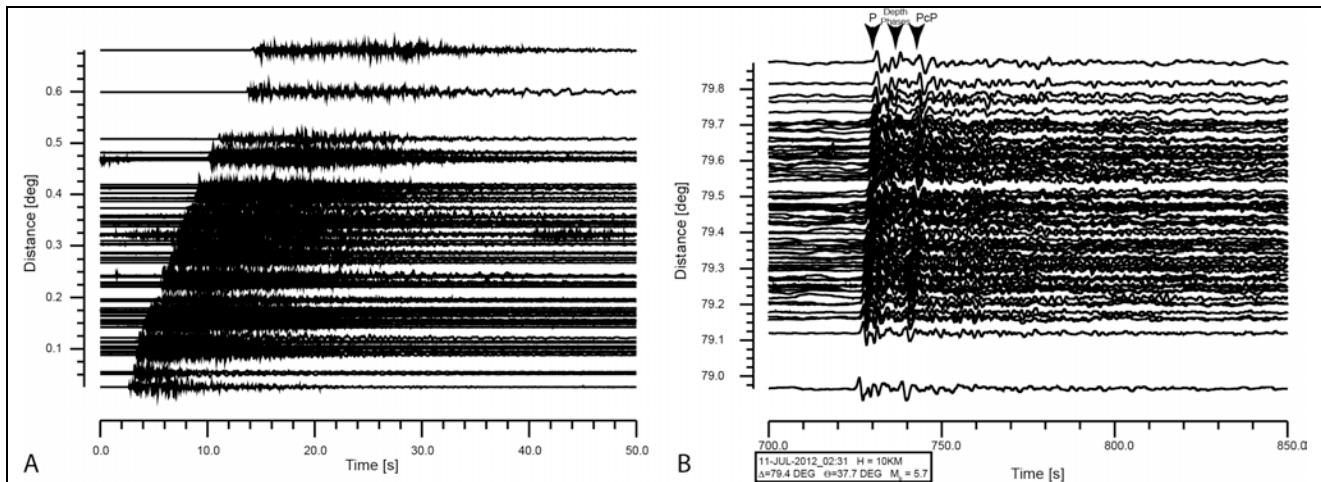 P
Depth
Phases
PcP
0.6
0.5
0.4
0.3
0.2
0.1
Distance [deg]
0.0
10.0
20.0
30.0
40.0
50.0
Time [s]
A
79.8
79.7
79.6
79.5
79.4
79.3
79.2
79.1
79.0
Distance [deg]
700.0
750.0
800.0
850.0
Time [s]
B
11-JUL-2012_02:31 H = 10KM
Δ=79.4 DEG Θ=37.7 DEG
= 5.7